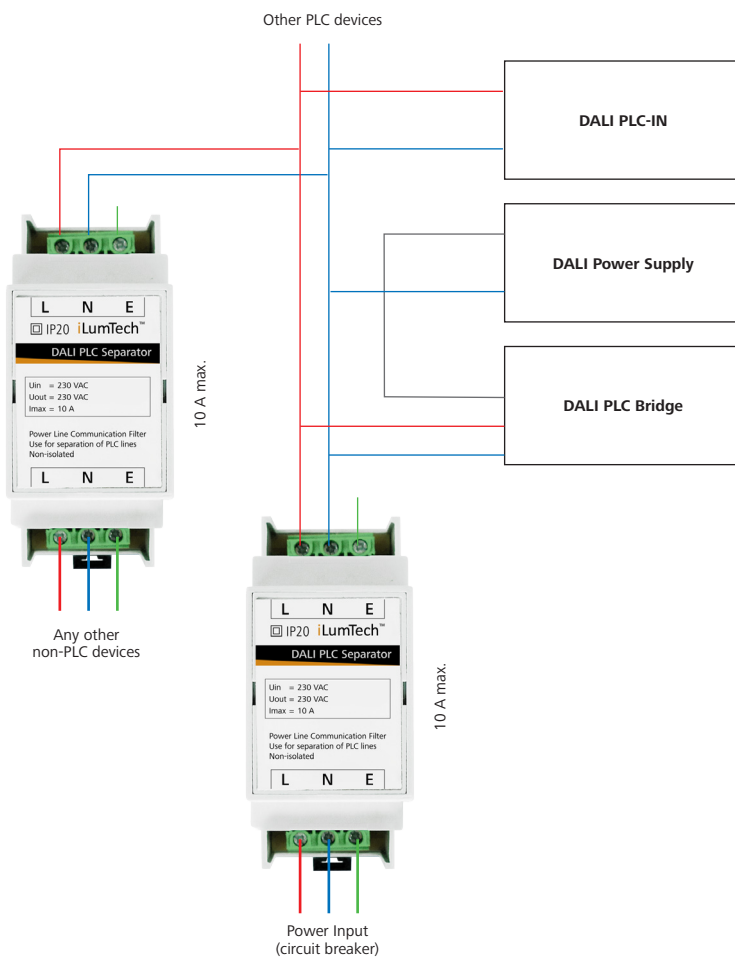 Other PLC devices
DALI PLC-IN
DALI Power Supply
DALI PLC Bridge
L N E
IP20 iLumTech™
DALI PLC Separator
Uin = 230 VAC
Uout = 230 VAC
Imax = 10 A
Power Line Communication Filter
Use for separation of PLC lines
Non-isolated
L N E
10 A max.
Any other
non-PLC devices
L N E
IP20 iLumTech™
DALI PLC Separator
Uin = 230 VAC
Uout = 230 VAC
Imax = 10 A
Power Line Communication Filter
Use for separation of PLC lines
Non-isolated
L N E
10 A max.
Power Input
(circuit breaker)